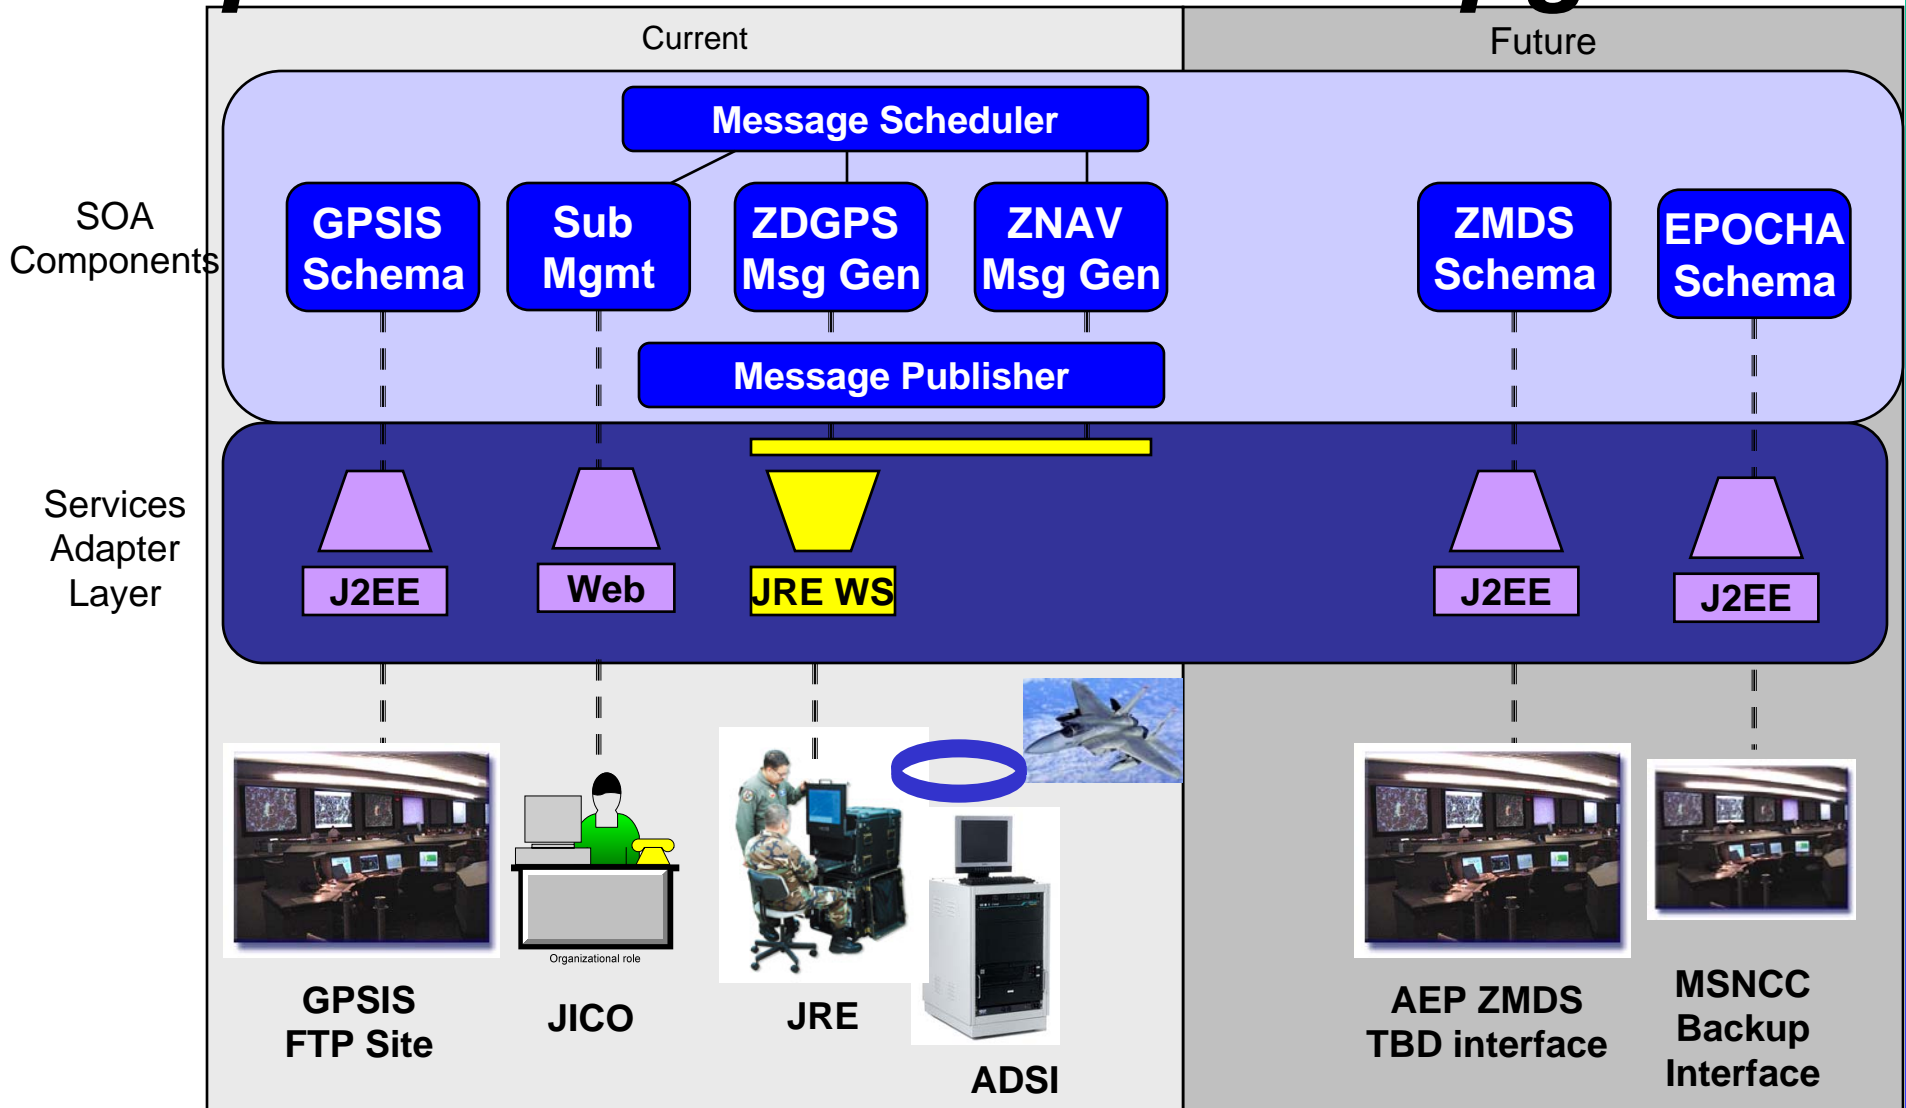 Current
Future
Message Scheduler
SOA
Components
GPSIS
Schema
Sub
Mgmt
ZDGPS
Msg Gen
ZNAV
Msg Gen
ZMDS
Schema
EPOCHA
Schema
Message Publisher
Services
Adapter
Layer
J2EE
Web
JRE WS
J2EE
J2EE
Organizational role
GPSIS
FTP Site
JICO
JRE
ADSI
AEP ZMDS
TBD interface
MSNCC
Backup
Interface